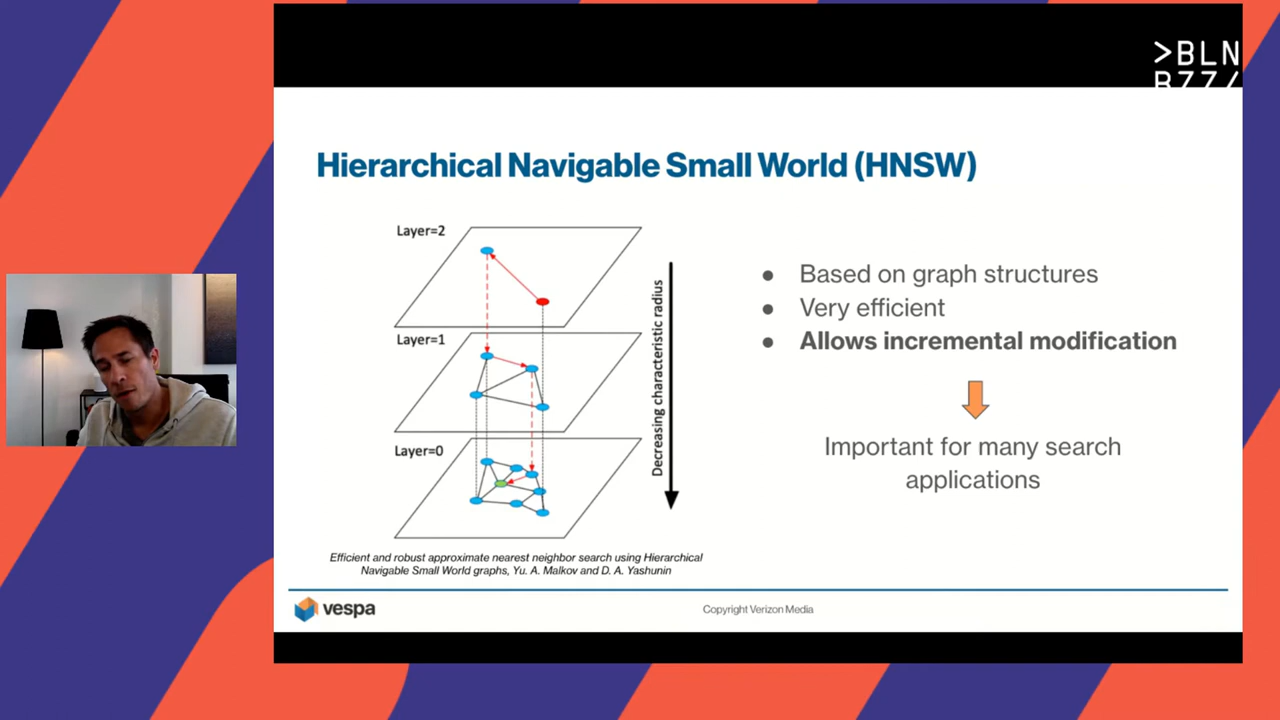 >BLN
BZZ/
Hierarchical Navigable Small World (HNSW)
Layer=2
Layer=1
Layer=0
Decreasing characteristic radius
● Based on graph structures
● Very efficient
● Allows incremental modification
Important for many search
applications
Efficient and robust approximate nearest neighbor search using Hierarchical
Navigable Small World graphs, Yu. A. Malkov and D. A. Yashunin
vespa
Copyright Verizon Media